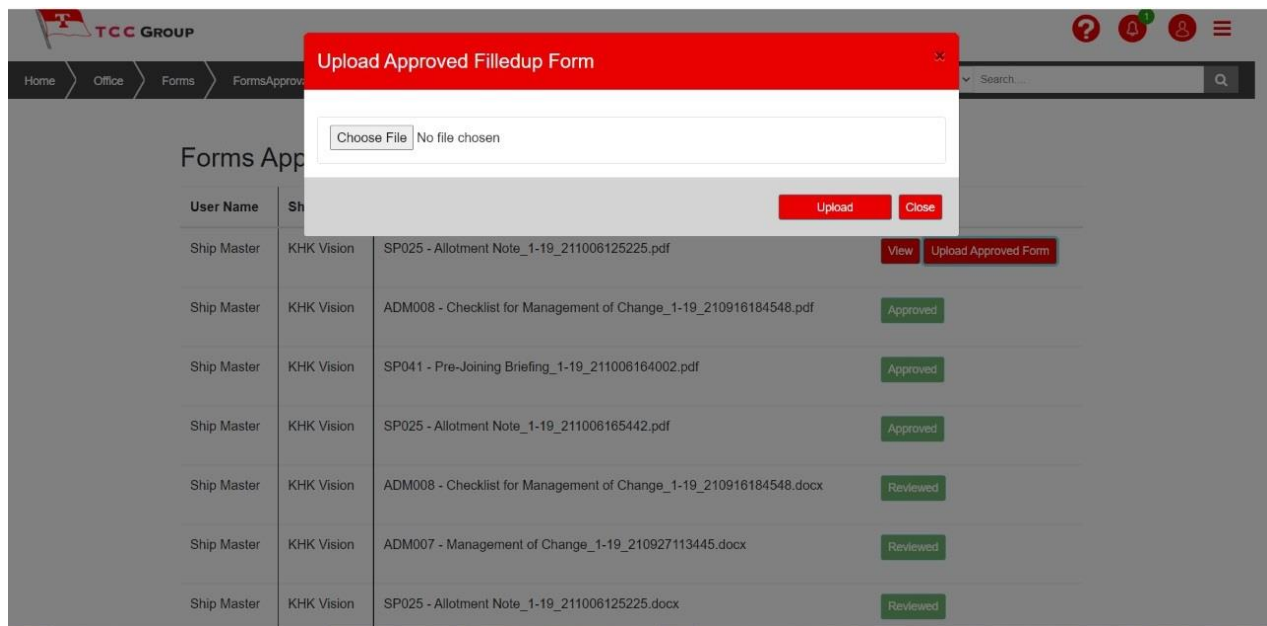 T
TCC GROUP
1
Upload Approved Filledup Form
×
Home
Office
Forms
FormsApprov
Search....
Choose File No file chosen
Forms App
Upload
Close
User Name
Sh
Ship Master KHK Vision SP025 - Allotment Note_1-19_211006125225.pdf View Upload Approved Form
Ship Master KHK Vision ADM008 - Checklist for Management of Change_1-19_210916184548.pdf Approved
Ship Master KHK Vision SP041 - Pre-Joining Briefing_1-19_211006164002.pdf Approved
Ship Master KHK Vision SP025 - Allotment Note_1-19_211006165442.pdf Approved
Ship Master KHK Vision ADM008 - Checklist for Management of Change_1-19_210916184548.docx Reviewed
Ship Master KHK Vision ADM007 - Management of Change_1-19_210927113445.docx Reviewed
Ship Master KHK Vision SP025 - Allotment Note_1-19_211006125225.docx Reviewed